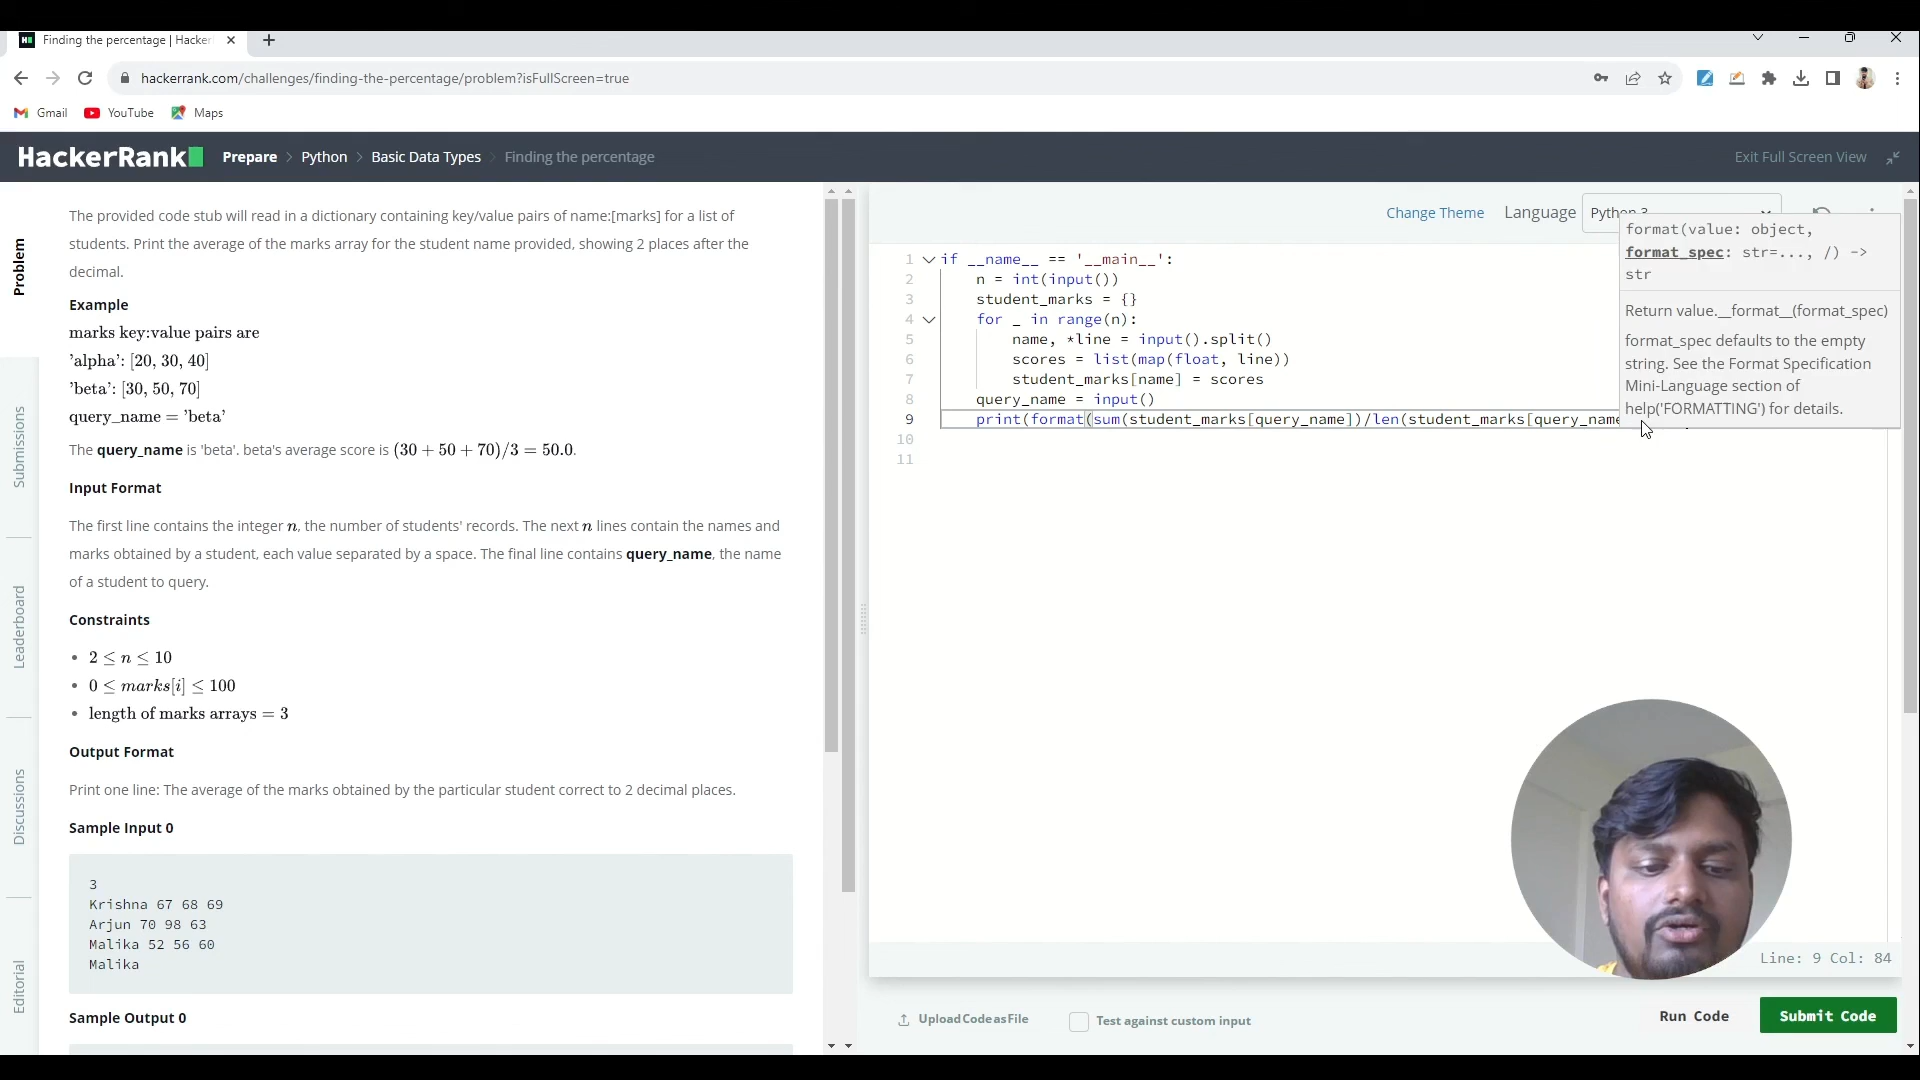 Finding the percentage | Hacker
hackerrank.com/challenges/finding-the-percentage/problem?isFullScreen=true
Gmail YouTube Maps
HackerRank Prepare > Python > Basic Data Types > Finding the percentage
Exit Full Screen View
Problem
Submissions
Leaderboard
Discussions
Editorial
The provided code stub will read in a dictionary containing key/value pairs of name:[marks] for a list of
students. Print the average of the marks array for the student name provided, showing 2 places after the
decimal.
Example
marks key:value pairs are
'alpha': [20, 30, 40]
'beta': [30, 50, 70]
query_name = 'beta'
The query_name is 'beta'. beta's average score is (30 + 50 + 70)/3 = 50.0.
Input Format
The first line contains the integer n, the number of students' records. The next n lines contain the names and
marks obtained by a student, each value separated by a space. The final line contains query_name, the name
of a student to query.
Constraints
• 2 ≤ n ≤ 10
• 0 ≤ marks[i] ≤ 100
• length of marks arrays = 3
Output Format
Print one line: The average of the marks obtained by the particular student correct to 2 decimal places.
Sample Input 0
3
Krishna 67 68 69
Arjun 70 98 63
Malika 52 56 60
Malika
Sample Output 0
Change Theme Language Python 3
format(value: object,
format_spec: str=..., /) ->
str
Return value.__format__(format_spec)
format_spec defaults to the empty
string. See the Format Specification
Mini-Language section of
help('FORMATTING') for details.
1 if __name__ == '__main__':
2 n = int(input())
3 student_marks = {}
4 for _ in range(n):
5 name, *line = input().split()
6 scores = list(map(float, line))
7 student_marks[name] = scores
8 query_name = input()
9 print(format(sum(student_marks[query_name])/len(student_marks[query_name
10
11
Line: 9 Col: 84
Upload Code as File
Test against custom input
Run Code
Submit Code